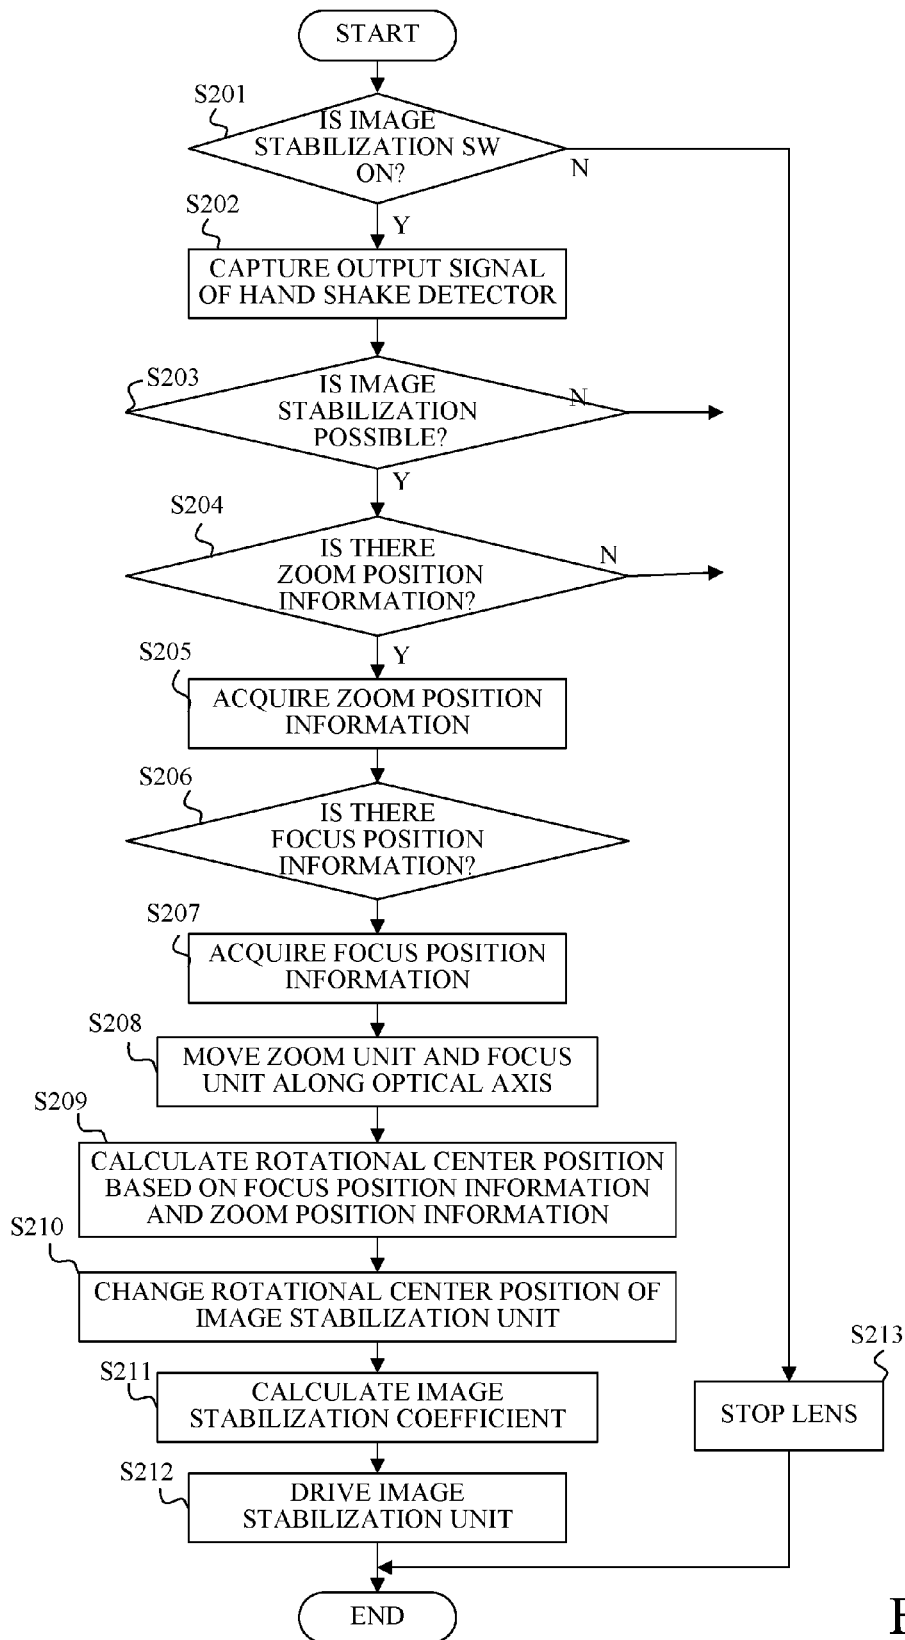 START
S201
IS IMAGE
STABILIZATION SW
ON?
N
Y
S202
CAPTURE OUTPUT SIGNAL
OF HAND SHAKE DETECTOR
S203
IS IMAGE
STABILIZATION
POSSIBLE?
N
Y
S204
IS THERE
ZOOM POSITION
INFORMATION?
N
Y
S205
ACQUIRE ZOOM POSITION
INFORMATION
S206
IS THERE
FOCUS POSITION
INFORMATION?
S207
ACQUIRE FOCUS POSITION
INFORMATION
S208
MOVE ZOOM UNIT AND FOCUS
UNIT ALONG OPTICAL AXIS
S209
CALCULATE ROTATIONAL CENTER POSITION
BASED ON FOCUS POSITION INFORMATION
AND ZOOM POSITION INFORMATION
S210
CHANGE ROTATIONAL CENTER POSITION OF
IMAGE STABILIZATION UNIT
S211
CALCULATE IMAGE
STABILIZATION COEFFICIENT
S213
STOP LENS
S212
DRIVE IMAGE
STABILIZATION UNIT
END